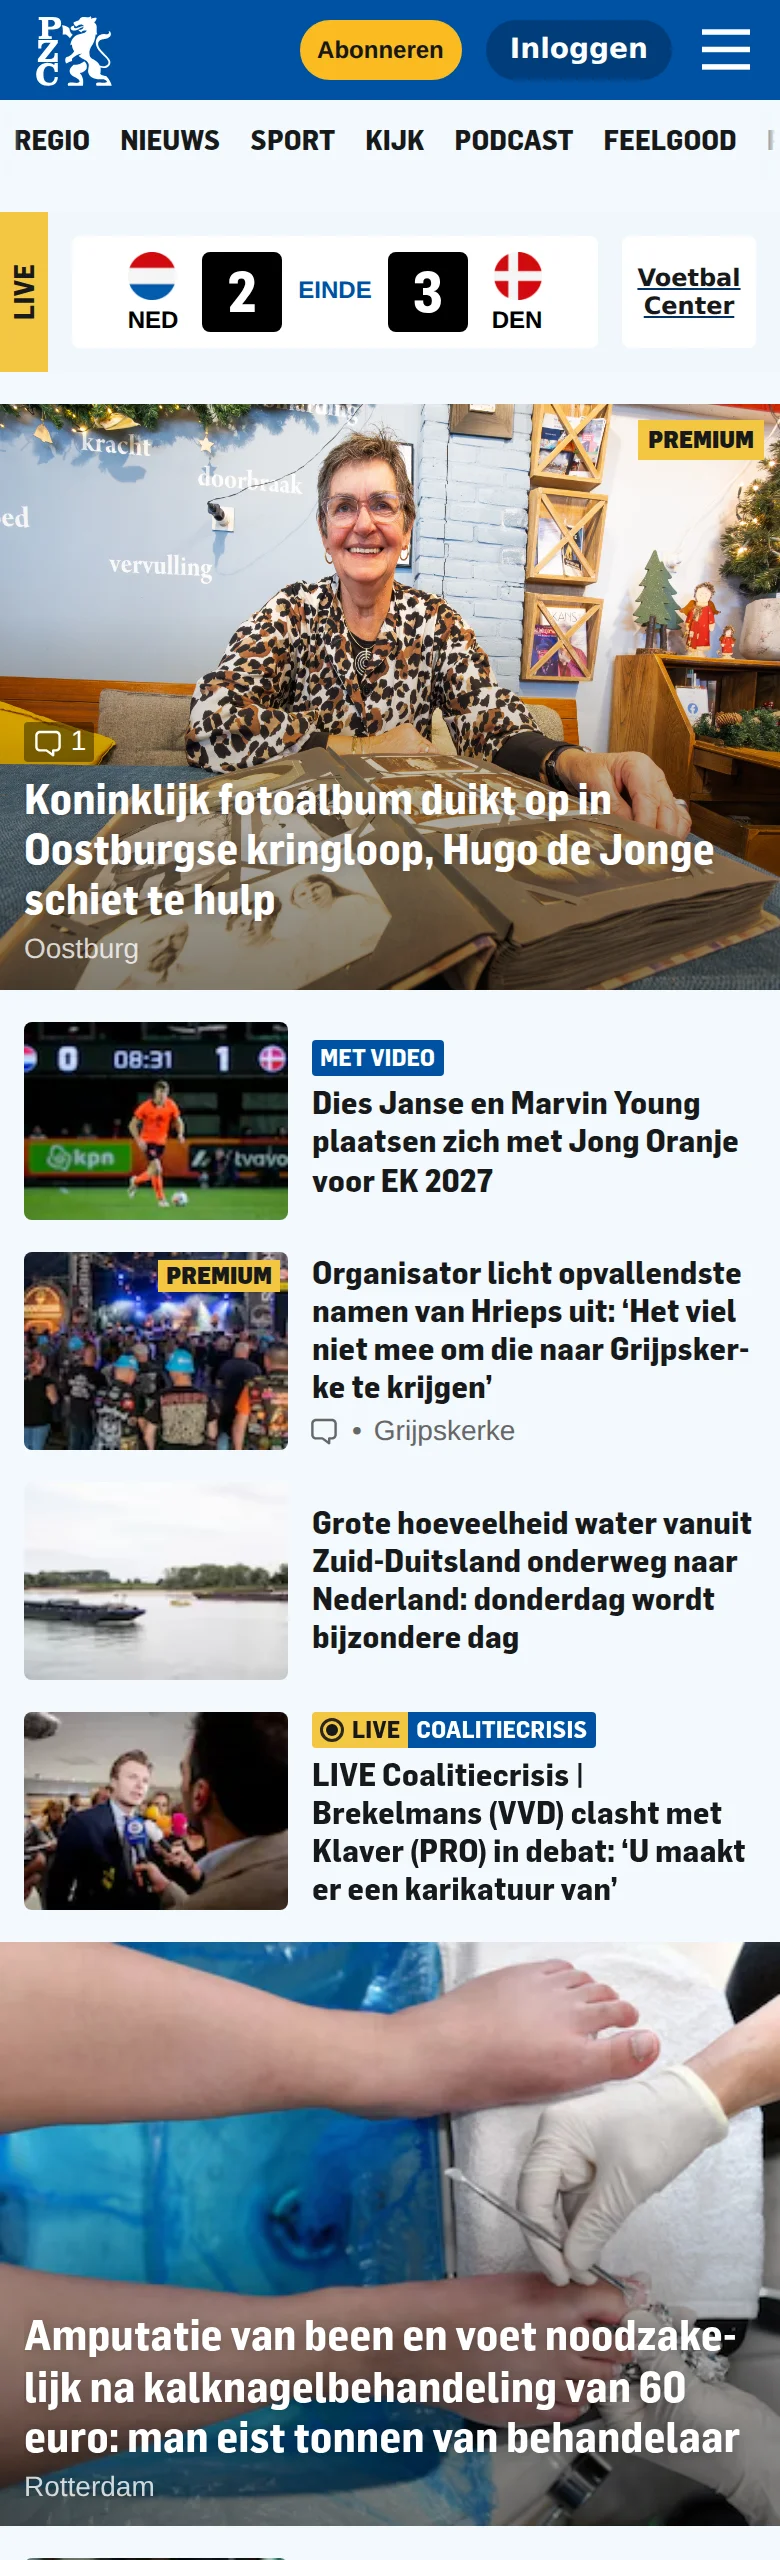 PZC
Abonneren
Inloggen
REGIO NIEUWS SPORT KIJK PODCAST FEELGOOD
LIVE
NED
2
EINDE
3
DEN
Voetbal
Center
kracht
doorbraak
vervulling
PREMIUM
1
Koninklijk fotoalbum duikt op in
Oostburgse kringloop, Hugo de Jonge
schiet te hulp
Oostburg
0 08:31 1
kpn
MET VIDEO
Dies Janse en Marvin Young
plaatsen zich met Jong Oranje
voor EK 2027
PREMIUM
Organisator licht opvallendste
namen van Hrieps uit: ‘Het viel
niet mee om die naar Grijpsker-
ke te krijgen’
• Grijpskerke
Grote hoeveelheid water vanuit
Zuid-Duitsland onderweg naar
Nederland: donderdag wordt
bijzondere dag
LIVE COALITIECRISIS
LIVE Coalitiecrisis |
Brekelmans (VVD) clasht met
Klaver (PRO) in debat: ‘U maakt
er een karikatuur van’
Amputatie van been en voet noodzake-
lijk na kalknagelbehandeling van 60
euro: man eist tonnen van behandelaar
Rotterdam